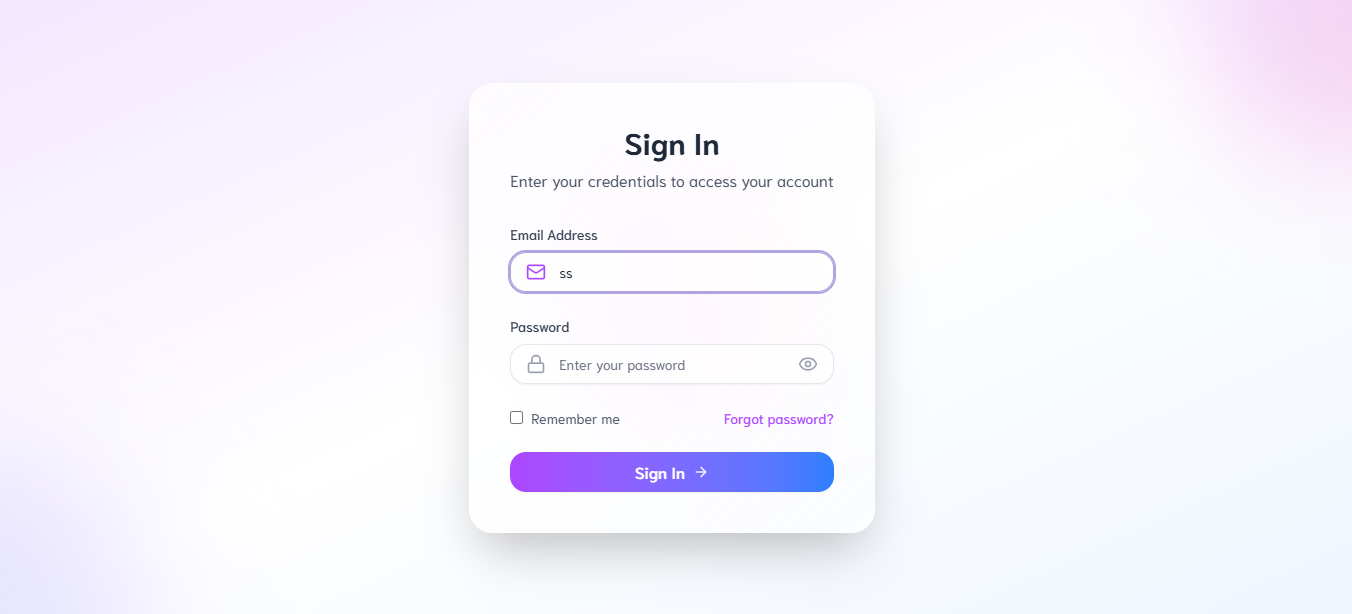 Sign In
Enter your credentials to access your account
Email Address
ss
Password
Enter your password
Remember me
Forgot password?
Sign In